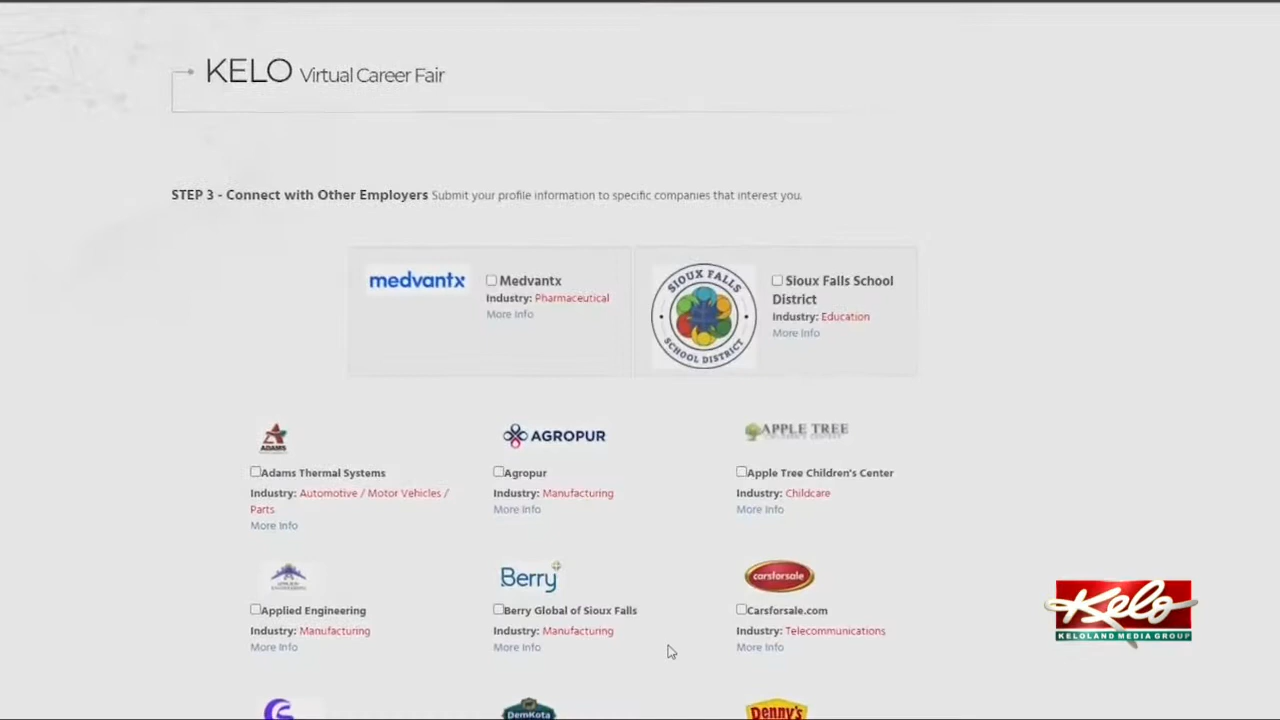 KELO Virtual Career Fair
STEP 3 - Connect with Other Employers Submit your profile information to specific companies that interest you.
medvantx
Medvantx
Industry: Pharmaceutical
More Info
SIOUX FALLS
SCHOOL DISTRICT
Sioux Falls School
District
Industry: Education
More Info
ADAMS
Adams Thermal Systems
Industry: Automotive / Motor Vehicles /
Parts
More Info
AGROPUR
Agropur
Industry: Manufacturing
More Info
APPLE TREE
Apple Tree Children's Center
Industry: Childcare
More Info
Applied Engineering
Industry: Manufacturing
More Info
Berry
Berry Global of Sioux Falls
Industry: Manufacturing
More Info
carsforsale
Carsforsale.com
Industry: Telecommunications
More Info
Kelo
KELOLAND MEDIA GROUP
DemKota
Denny's